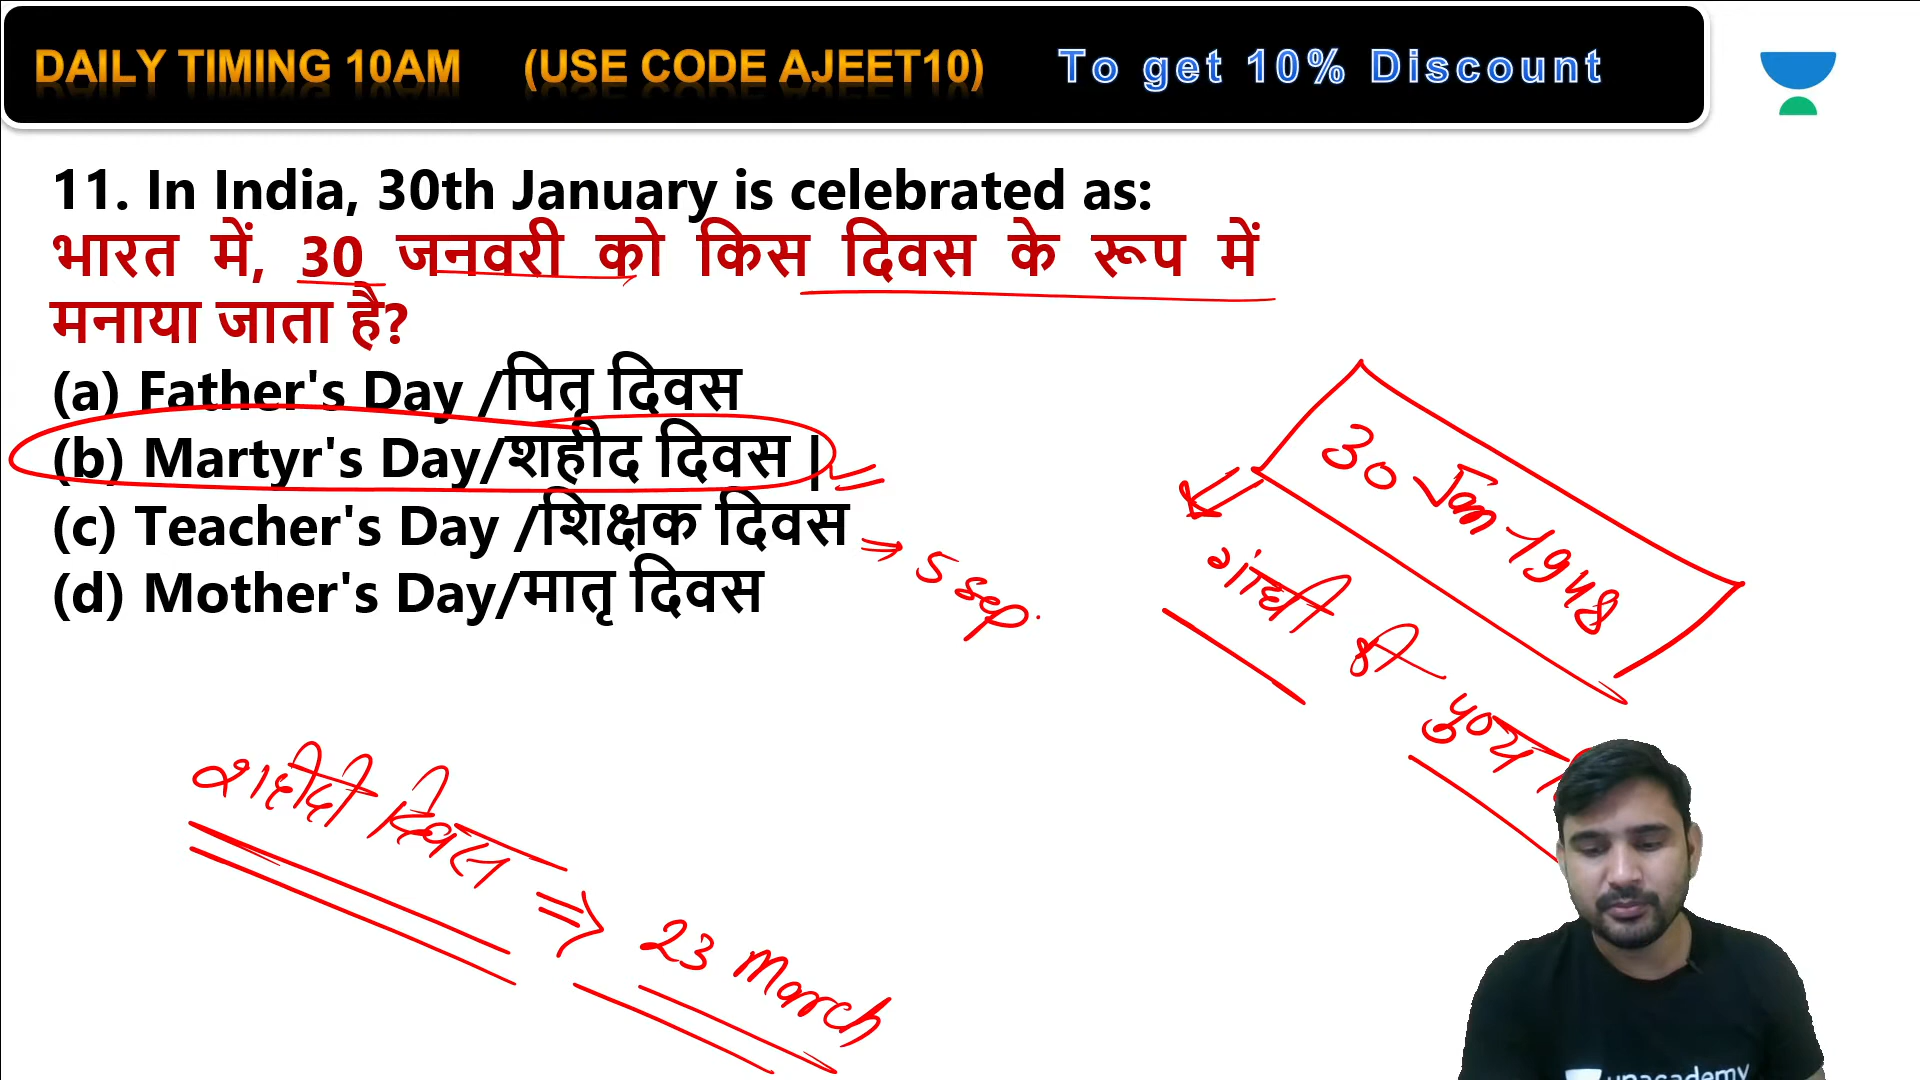 DAILY TIMING 10AM (USE CODE AJEET10) To get 10% Discount
11. In India, 30th January is celebrated as:
भारत में, 30 जनवरी को किस दिवस के रूप में
मनाया जाता है?
(a) Father's Day /पितृ दिवस
(b) Martyr's Day/शहीद दिवस |
(c) Teacher's Day /शिक्षक दिवस
(d) Mother's Day/मातृ दिवस
5 sep.
30 Jan-1948
गांधी
पुण्य
शहीदी दिवस ⇒ 23 March
unacademy